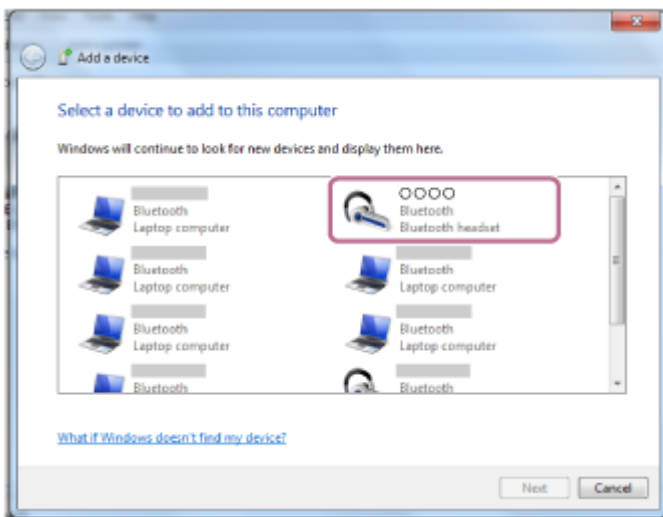 Add a device
Select a device to add to this computer
Windows will continue to look for new devices and display them here.
Bluetooth
Laptop computer
OOOO
Bluetooth
Bluetooth headset
Bluetooth
Laptop computer
Bluetooth
Laptop computer
Bluetooth
Laptop computer
Bluetooth
Laptop computer
Bluetooth
Bluetooth
What if Windows doesn't find my device?
Next
Cancel